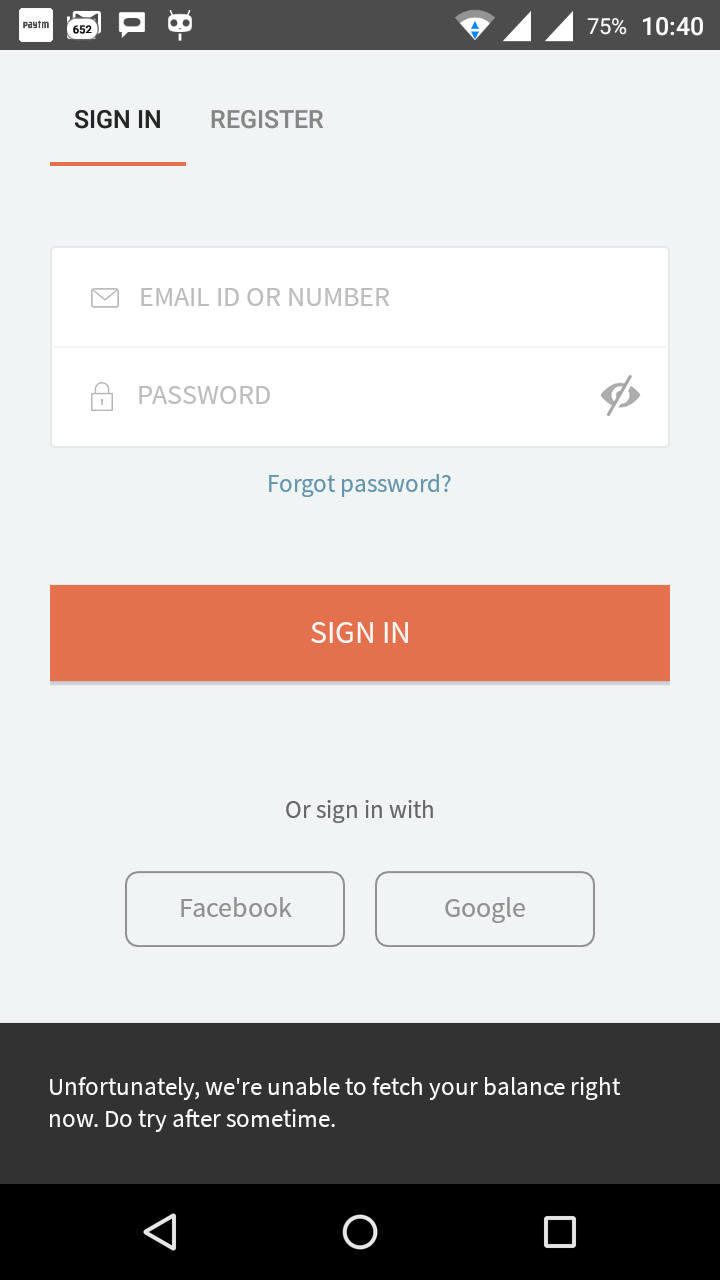 Paytm 652 75% 10:40
SIGN IN REGISTER
EMAIL ID OR NUMBER
PASSWORD
Forgot password?
SIGN IN
Or sign in with
Facebook Google
Unfortunately, we're unable to fetch your balance right
now. Do try after sometime.